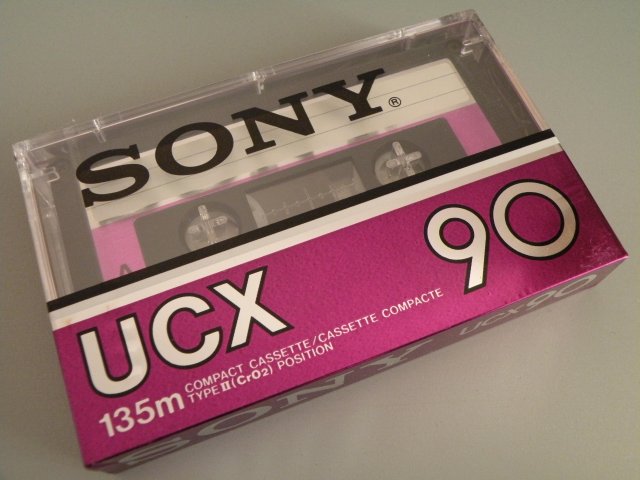 SONY®
A
UCX 90
135m COMPACT CASSETTE/CASSETTE COMPACTE
TYPE II (CrO2) POSITION
SONY UCX 90